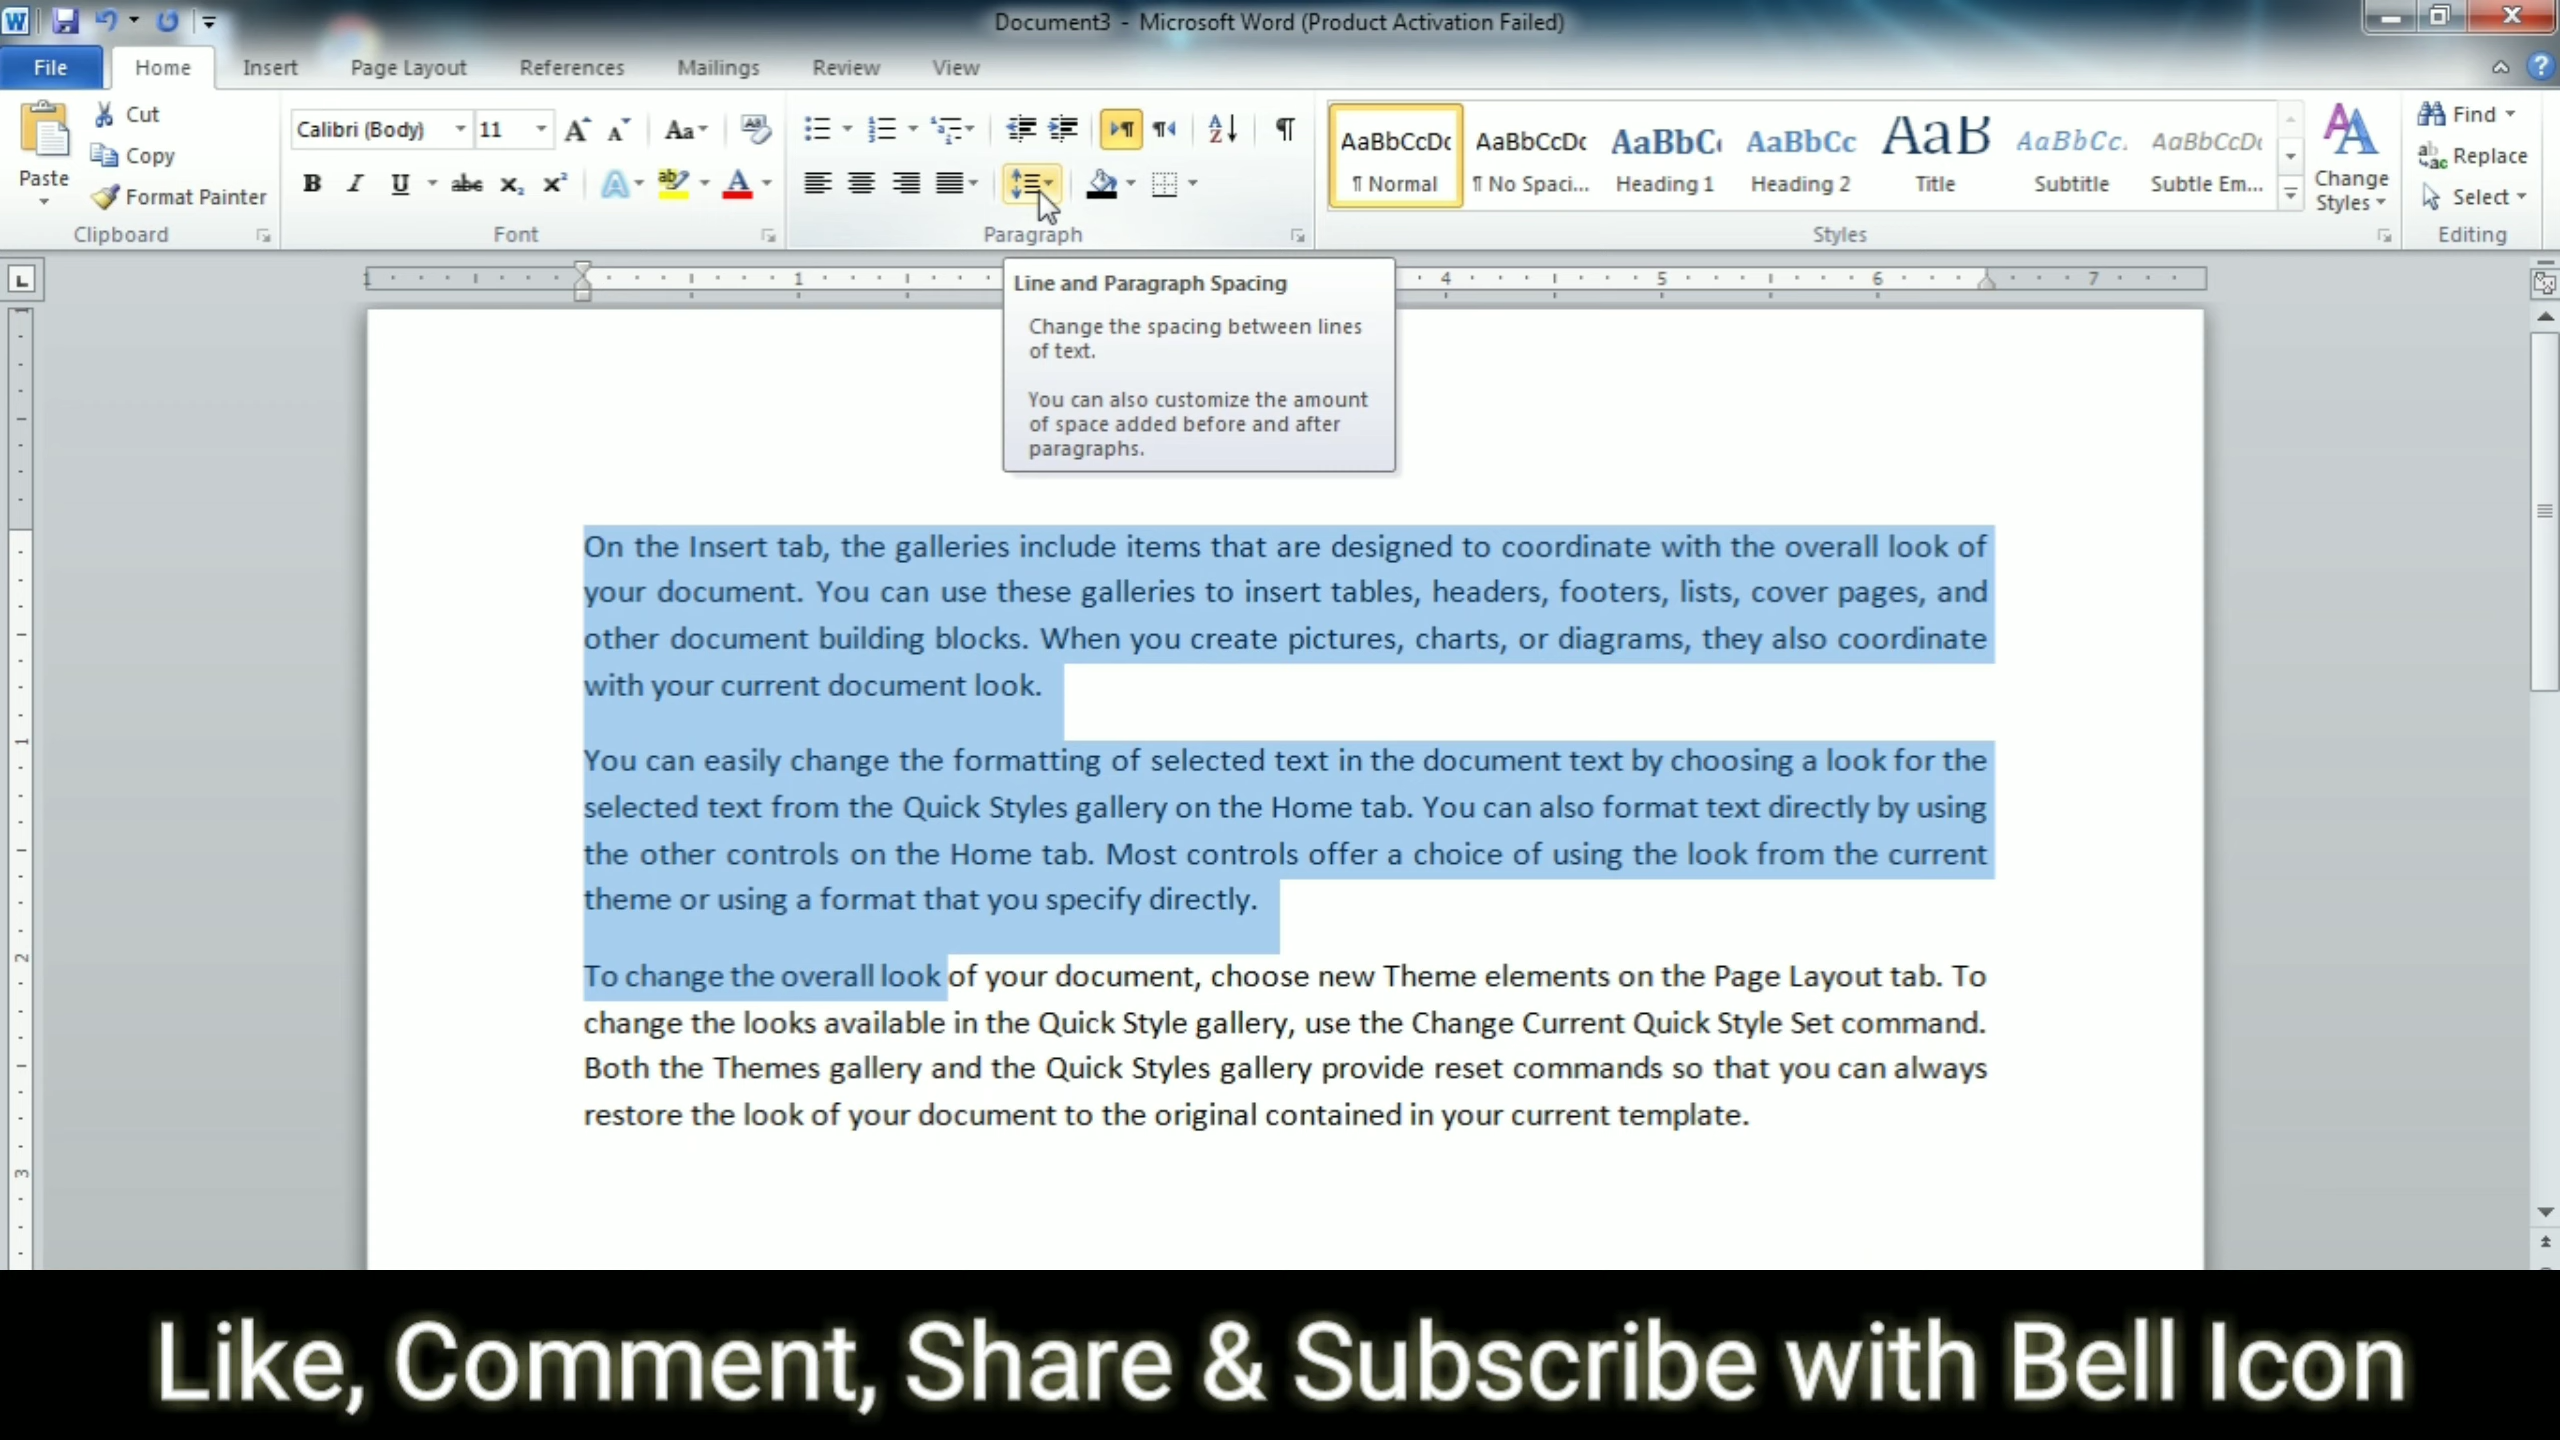 Document3 - Microsoft Word (Product Activation Failed)
File Home Insert Page Layout References Mailings Review View
Paste
Cut
Copy
Format Painter
Clipboard
Calibri (Body) 11
Font
Paragraph
AaBbCcDc AaBbCcDc AaBbC AaBbCc AaB AaBbCc. AaBbCcDc
¶ Normal ¶ No Spaci... Heading 1 Heading 2 Title Subtitle Subtle Em...
Styles
Change
Styles
Find
Replace
Select
Editing
1 1 4 5 6 7
Line and Paragraph Spacing
Change the spacing between lines
of text.
You can also customize the amount
of space added before and after
paragraphs.
On the Insert tab, the galleries include items that are designed to coordinate with the overall look of
your document. You can use these galleries to insert tables, headers, footers, lists, cover pages, and
other document building blocks. When you create pictures, charts, or diagrams, they also coordinate
with your current document look.
You can easily change the formatting of selected text in the document text by choosing a look for the
selected text from the Quick Styles gallery on the Home tab. You can also format text directly by using
the other controls on the Home tab. Most controls offer a choice of using the look from the current
theme or using a format that you specify directly.
To change the overall look of your document, choose new Theme elements on the Page Layout tab. To
change the looks available in the Quick Style gallery, use the Change Current Quick Style Set command.
Both the Themes gallery and the Quick Styles gallery provide reset commands so that you can always
restore the look of your document to the original contained in your current template.
1
2
3
Like, Comment, Share & Subscribe with Bell Icon